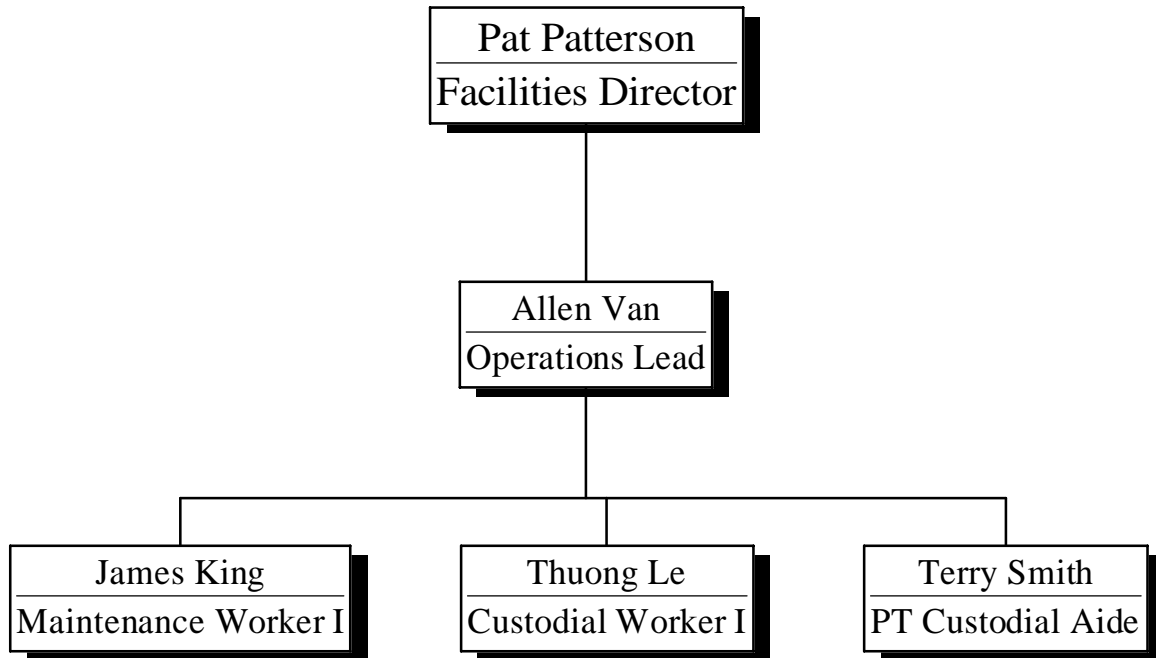 Pat Patterson
Facilities Director
Allen Van
Operations Lead
James King
Maintenance Worker I
Thuong Le
Custodial Worker I
Terry Smith
PT Custodial Aide